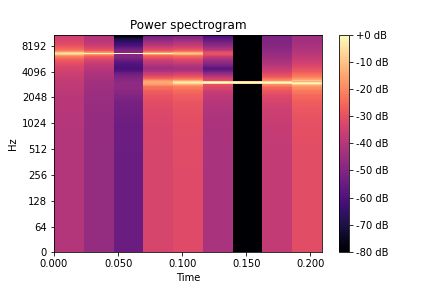 Power spectrogram
Hz
8192
4096
2048
1024
512
256
128
64
0
0.000 0.050 0.100 0.150 0.200
Time
+0 dB
-10 dB
-20 dB
-30 dB
-40 dB
-50 dB
-60 dB
-70 dB
-80 dB